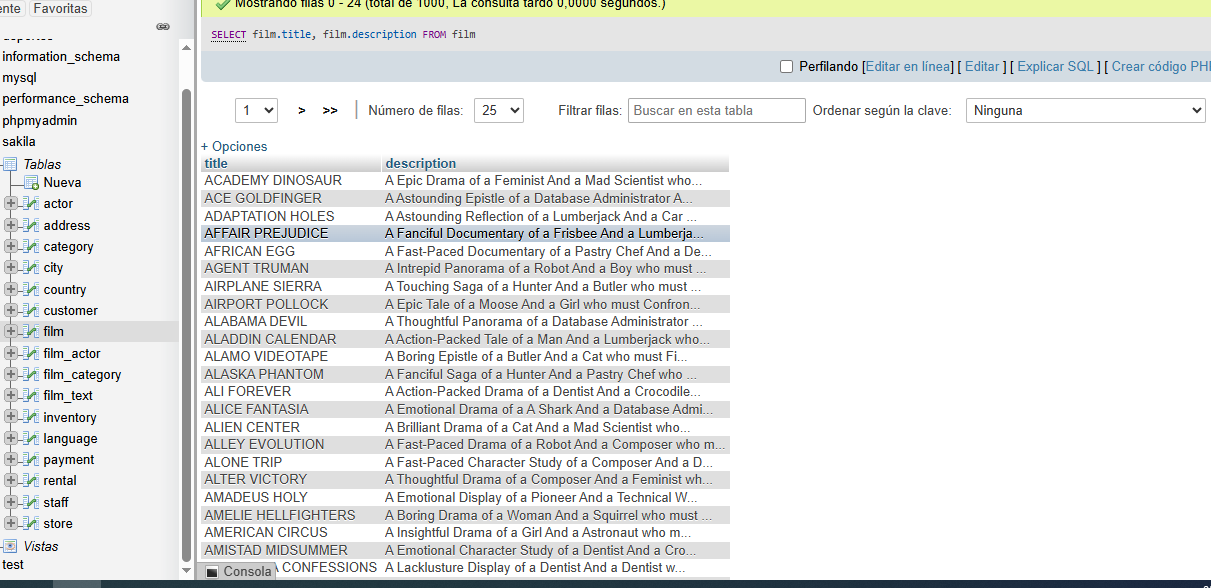 ente Favoritas
information_schema
mysql
performance_schema
phpmyadmin
sakila
Tablas
Nueva
actor
address
category
city
country
customer
film
film_actor
film_category
film_text
inventory
language
payment
rental
staff
store
Vistas
test
Mostrando filas 0 - 24 (total de 1000, La consulta tardó 0,0000 segundos.)
SELECT film.title, film.description FROM film
Perfilando [Editar en línea] [ Editar ] [ Explicar SQL ] [ Crear código PH
1 > >> | Número de filas: 25 Filtrar filas: Buscar en esta tabla Ordenar según la clave: Ninguna
+ Opciones
title description
ACADEMY DINOSAUR A Epic Drama of a Feminist And a Mad Scientist who...
ACE GOLDFINGER A Astounding Epistle of a Database Administrator A...
ADAPTATION HOLES A Astounding Reflection of a Lumberjack And a Car ...
AFFAIR PREJUDICE A Fanciful Documentary of a Frisbee And a Lumberja...
AFRICAN EGG A Fast-Paced Documentary of a Pastry Chef And a De...
AGENT TRUMAN A Intrepid Panorama of a Robot And a Boy who must ...
AIRPLANE SIERRA A Touching Saga of a Hunter And a Butler who must ...
AIRPORT POLLOCK A Epic Tale of a Moose And a Girl who must Confron...
ALABAMA DEVIL A Thoughtful Panorama of a Database Administrator ...
ALADDIN CALENDAR A Action-Packed Tale of a Man And a Lumberjack who...
ALAMO VIDEOTAPE A Boring Epistle of a Butler And a Cat who must Fi...
ALASKA PHANTOM A Fanciful Saga of a Hunter And a Pastry Chef who ...
ALI FOREVER A Action-Packed Drama of a Dentist And a Crocodile...
ALICE FANTASIA A Emotional Drama of a A Shark And a Database Admi...
ALIEN CENTER A Brilliant Drama of a Cat And a Mad Scientist who...
ALLEY EVOLUTION A Fast-Paced Drama of a Robot And a Composer who m...
ALONE TRIP A Fast-Paced Character Study of a Composer And a D...
ALTER VICTORY A Thoughtful Drama of a Composer And a Feminist wh...
AMADEUS HOLY A Emotional Display of a Pioneer And a Technical W...
AMELIE HELLFIGHTERS A Boring Drama of a Woman And a Squirrel who must ...
AMERICAN CIRCUS A Insightful Drama of a Girl And a Astronaut who m...
AMISTAD MIDSUMMER A Emotional Character Study of a Dentist And a Cro...
CONFESSIONS A Lacklusture Display of a Dentist And a Dentist w...
Consola